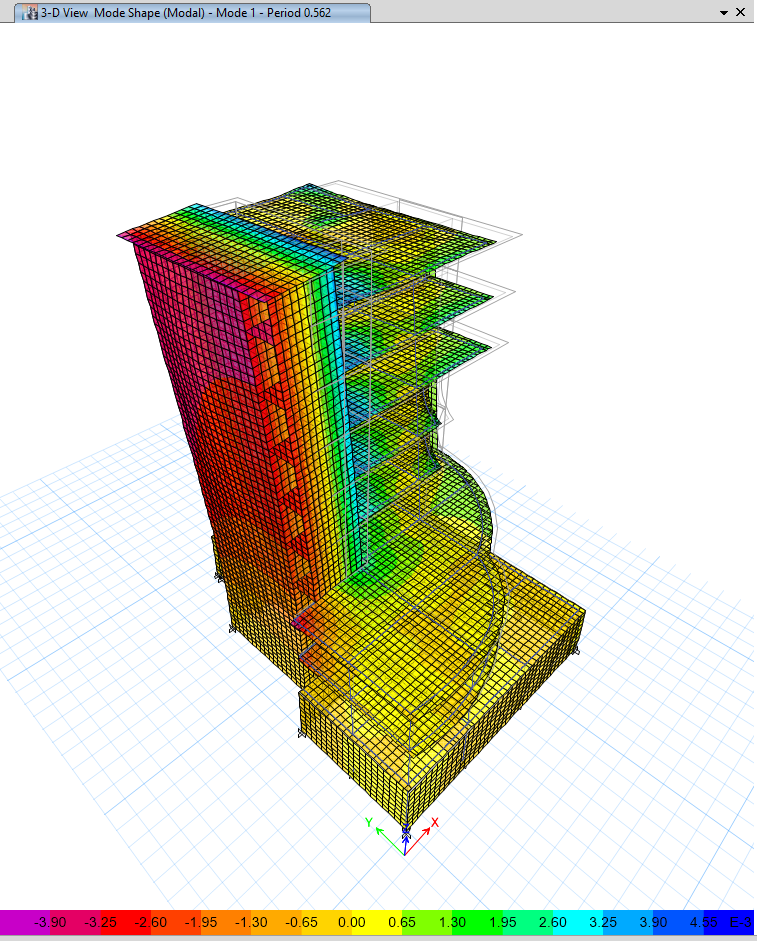 3-D View Mode Shape (Modal) - Mode 1 - Period 0.562
Y X
-3.90 -3.25 -2.60 -1.95 -1.30 -0.65 0.00 0.65 1.30 1.95 2.60 3.25 3.90 4.55 E-3